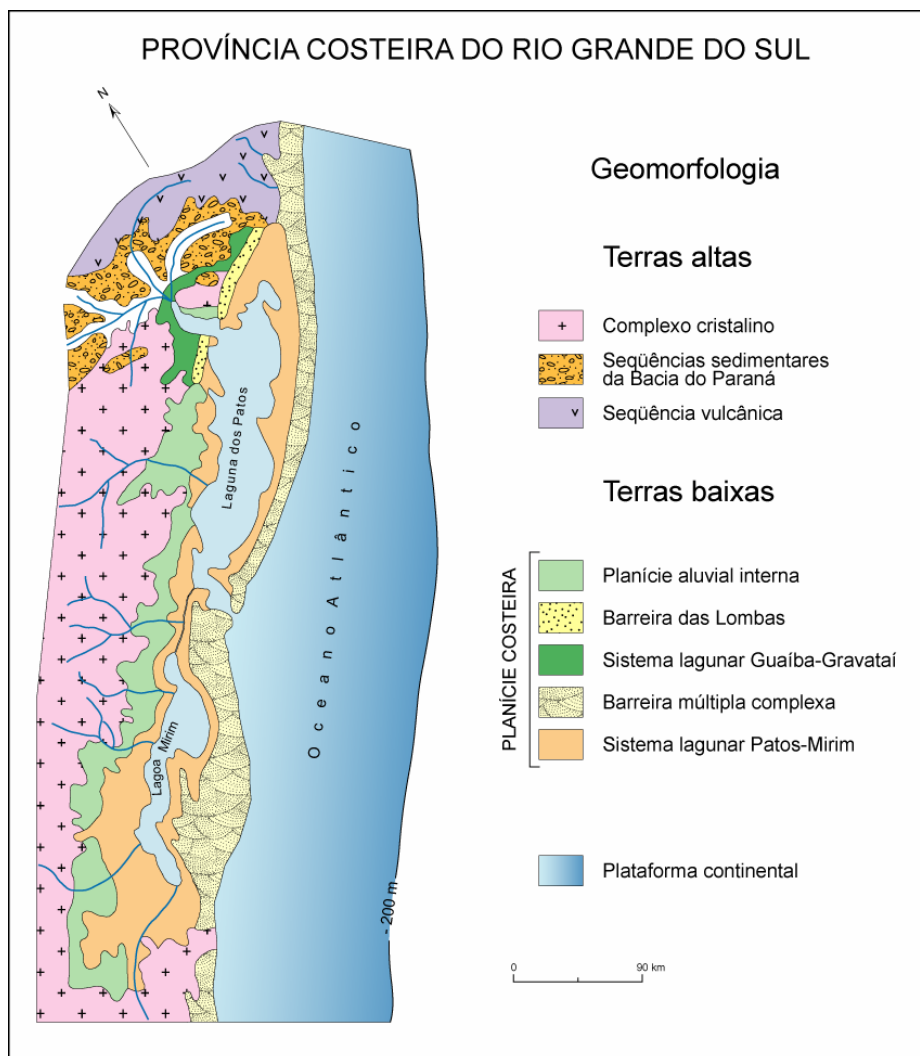 PROVÍNCIA COSTEIRA DO RIO GRANDE DO SUL
N
Geomorfologia
Terras altas
Complexo cristalino
Seqüências sedimentares
da Bacia do Paraná
Seqüência vulcânica
Terras baixas
PLANÍCIE COSTEIRA
Planície aluvial interna
Barreira das Lombas
Sistema lagunar Guaíba-Gravataí
Barreira múltipla complexa
Sistema lagunar Patos-Mirim
Plataforma continental
0 90 km
Laguna dos Patos
Lagoa Mirim
Oceano Atlântico
- 200 m